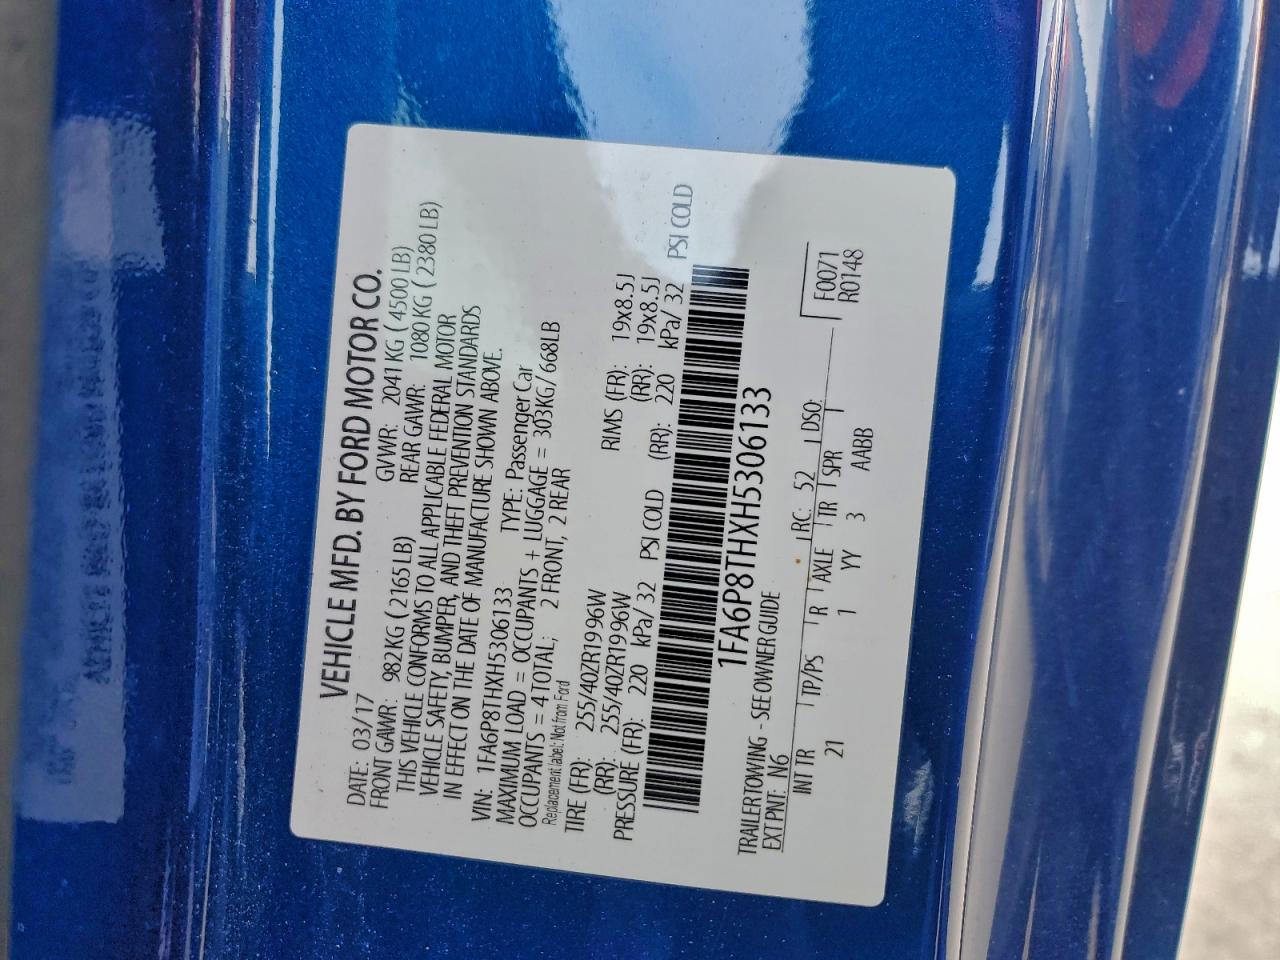 VEHICLE MFD. BY FORD MOTOR CO.
DATE: 03/17 GVWR: 2041 KG ( 4500 LB)
FRONT GAWR: 982 KG ( 2165 LB) REAR GAWR: 1080 KG ( 2380 LB)
THIS VEHICLE CONFORMS TO ALL APPLICABLE FEDERAL MOTOR
VEHICLE SAFETY, BUMPER, AND THEFT PREVENTION STANDARDS
IN EFFECT ON THE DATE OF MANUFACTURE SHOWN ABOVE.
VIN: 1FA6P8THXH5306133 TYPE: Passenger Car
MAXIMUM LOAD = OCCUPANTS + LUGGAGE = 303KG/668LB
OCCUPANTS = 4 TOTAL; 2 FRONT, 2 REAR
Replacement label: Not from Ford
TIRE (FR): 255/40ZR19 96W RIMS (FR): 19x8.5J
(RR): 255/40ZR19 96W (RR): 19x8.5J
PRESSURE (FR): 220 kPa/ 32 PSI COLD (RR): 220 kPa/ 32 PSI COLD
1FA6P8THXH5306133
TRAILER TOWING - SEE OWNER GUIDE
EXT PNT: N6 RC: 52 DSO: F0071
INT TR TP/PS R AXLE TR SPR R0148
21 1 YY 3 AABB